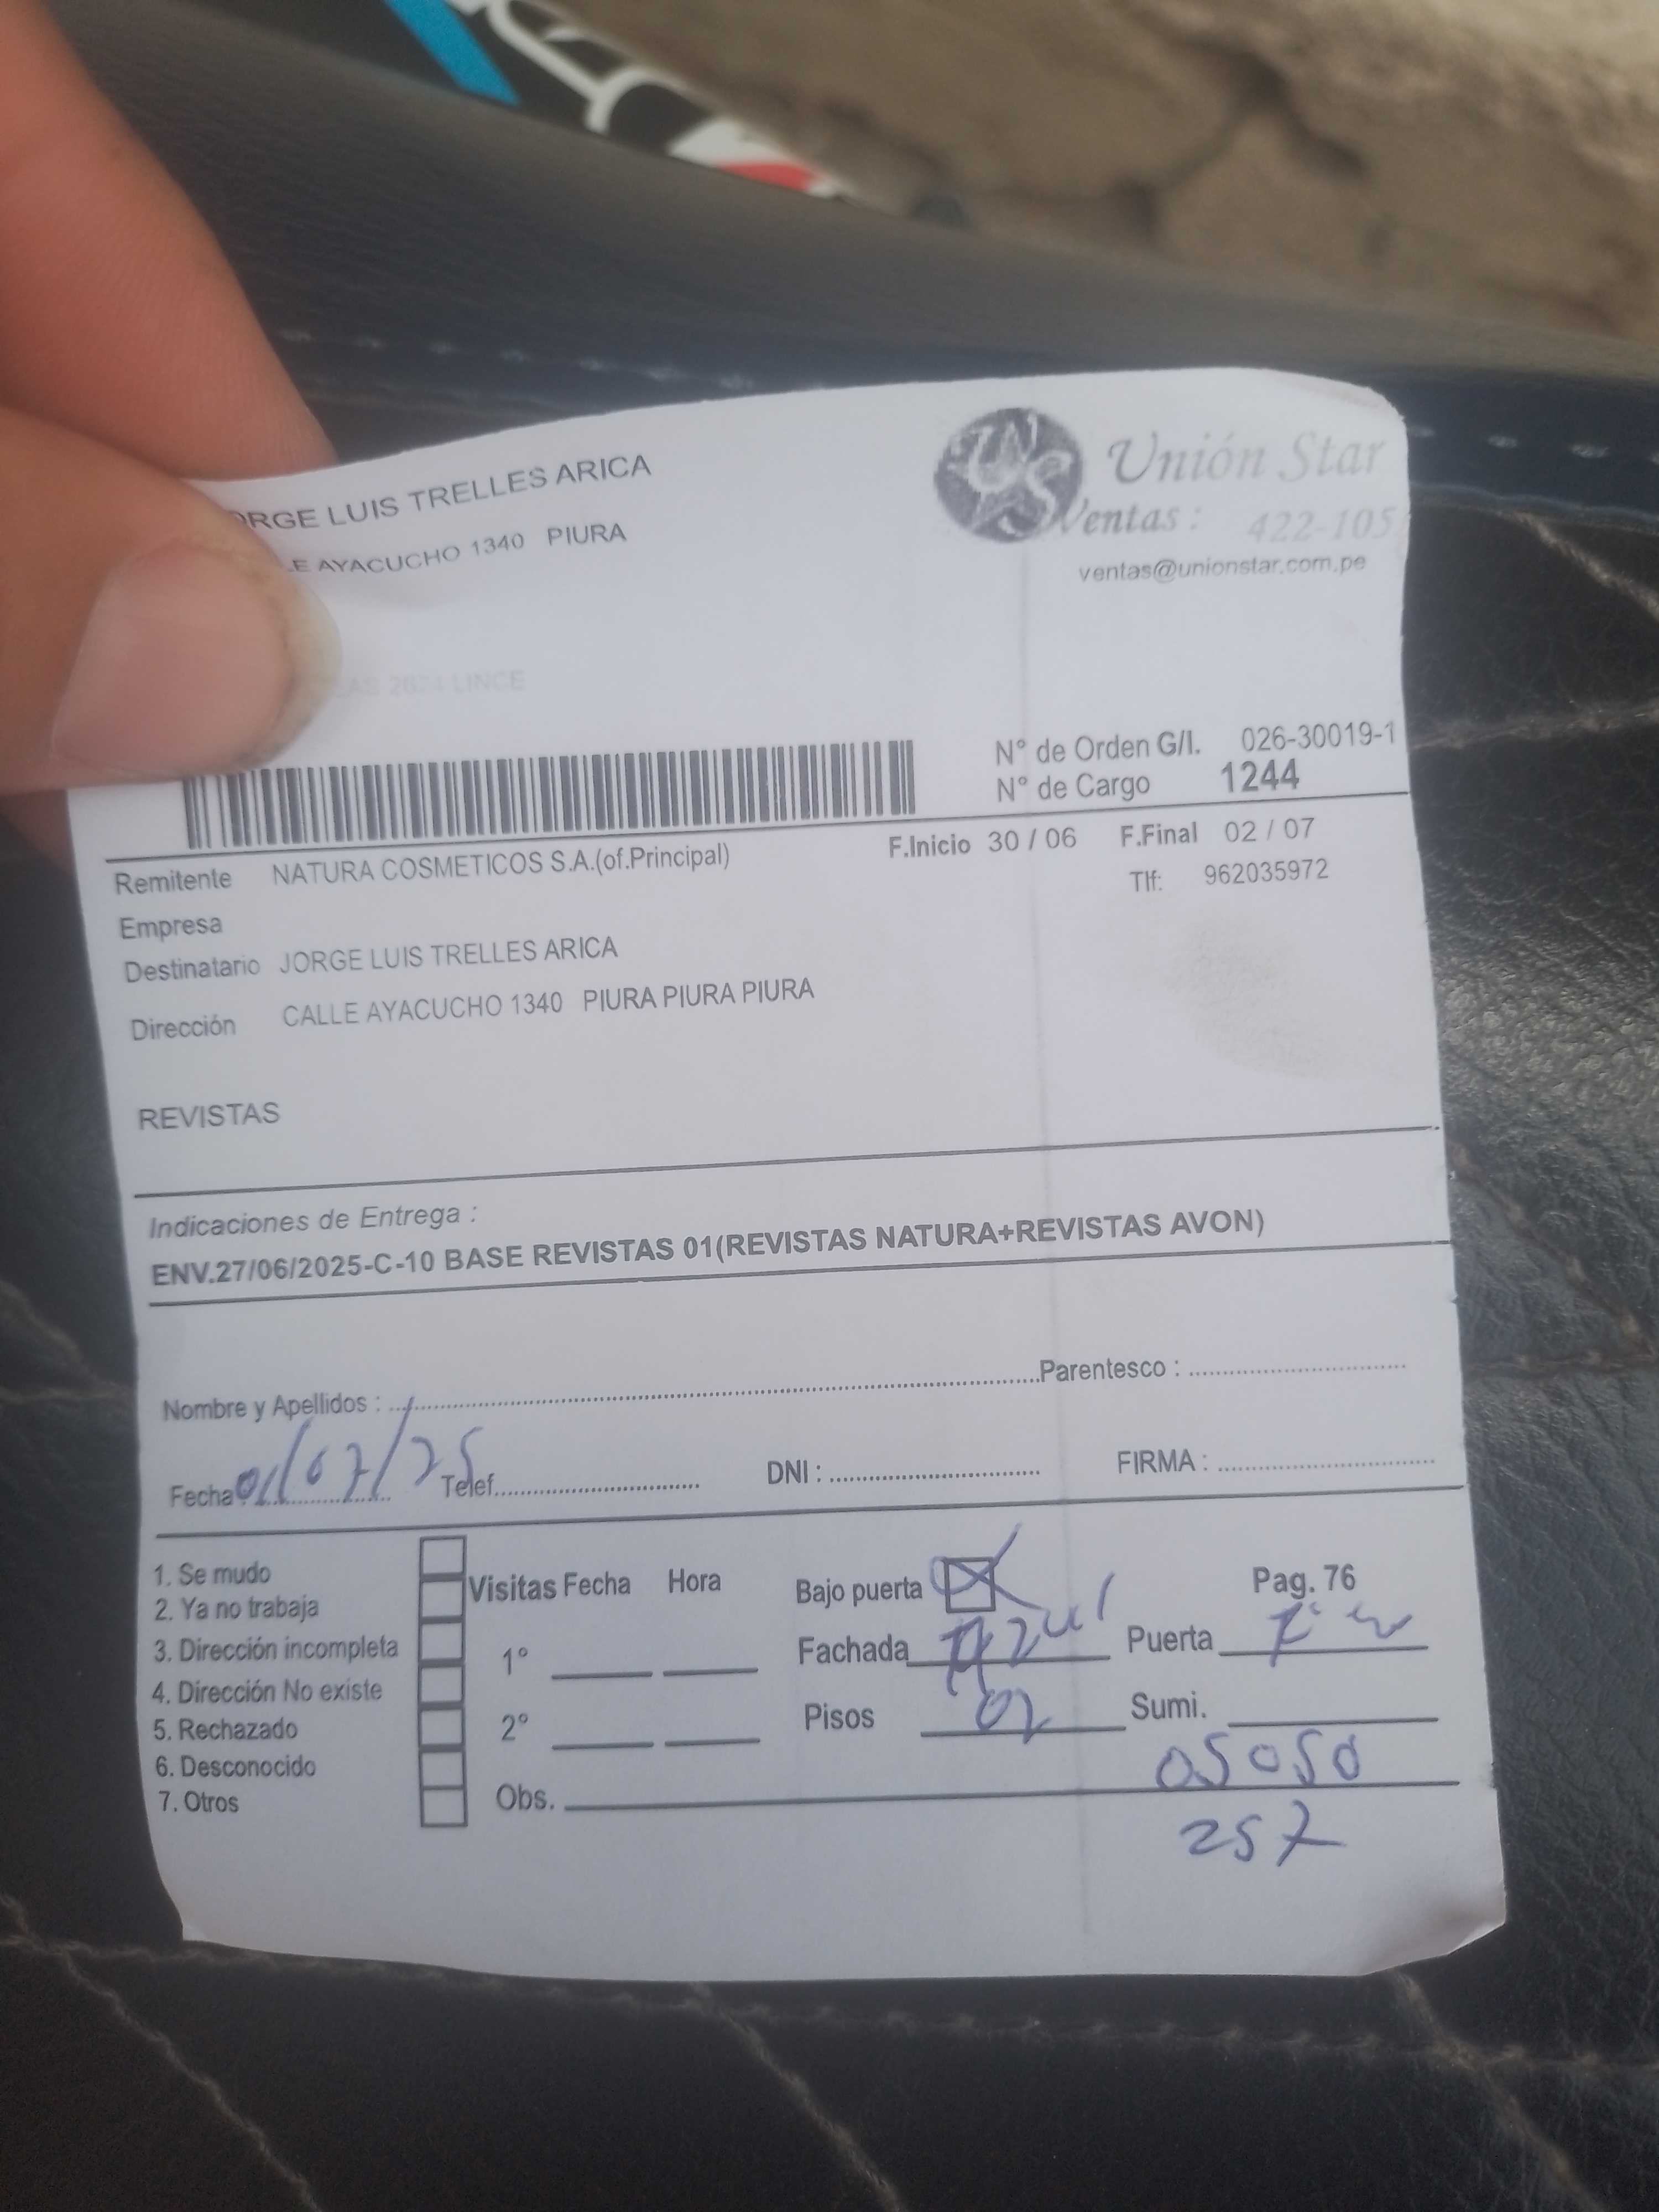 ORGE LUIS TRELLES ARICA
LE AYACUCHO 1340 PIURA
LINCE
Unión Star
Ventas : 422-105
ventas@unionstar.com.pe
N° de Orden G/I. 026-30019-1
N° de Cargo 1244
F.Inicio 30 / 06 F.Final 02 / 07
Remitente NATURA COSMETICOS S.A.(of.Principal)
Tlf: 962035972
Empresa
Destinatario JORGE LUIS TRELLES ARICA
Dirección CALLE AYACUCHO 1340 PIURA PIURA PIURA
REVISTAS
Indicaciones de Entrega :
ENV.27/06/2025-C-10 BASE REVISTAS 01(REVISTAS NATURA+REVISTAS AVON)
Nombre y Apellidos : Parentesco :
Fecha 01/07/25 Telef. DNI : FIRMA :
1. Se mudo
2. Ya no trabaja
3. Dirección incompleta
4. Dirección No existe
5. Rechazado
6. Desconocido
7. Otros
Visitas Fecha Hora
1°
2°
Obs.
Bajo puerta Pag. 76
Fachada Azul Puerta
Pisos 02 Sumi.
05050
257